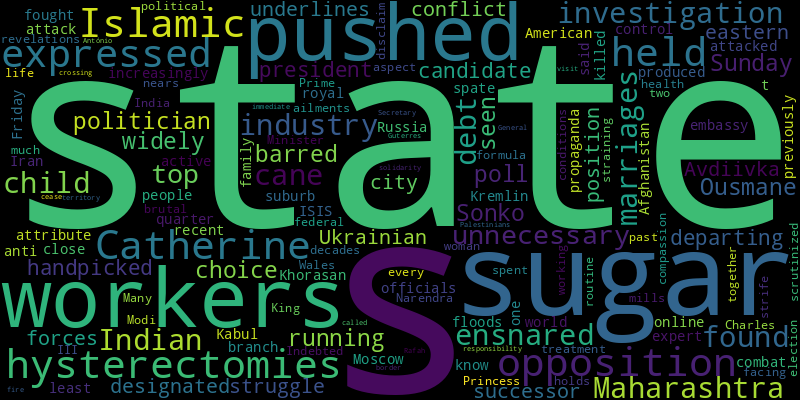 fought
attack
revelations
António
political
Islamic
expressed
crossing
life
increasingly
nears
India
Friday
politician
widely
much
Iran
active
child
top
brutal
people
quarter
suburb
attribute
recent
anti
close
Catherine
handpicked
choice
workers
Many
Modi
forces
Indian
Kabul
III
hysterectomies
least
designated
struggle
fire
cease
territory
underlines
pushed
disclaim
conflict
president
aspect
candidate
Prime
royal
spate
ailments
industry
Russia
Guterres
debt
seen
Minister
barred
cane
city
family
solidarity
poll
Kremlin
ISIS
federal
Sonko
Ukrainian
Palestinians
unnecessary
decades
woman
Wales
Khorasan
every
officials
Narendra
King
called
running
branch
Moscow
Indebted
Rafah
border
state
s
sugar
spent
one
floods
world
ensnared
know
responsibility
Princess
successor
opposition
treatment
holds
working
routine
mills
investigation
American
control
eastern
said
killed
held
attacked
Sunday
produced
health
two
t
visit
immediate
Secretary
General
formula
conditions
propaganda
position
straining
marriages
Afghanistan
embassy
previously
Avdiivka
Ousmane
past
compassion
departing
together
strife
scrutinized
online
found
Charles
expert
combat
facing
election
Maharashtra